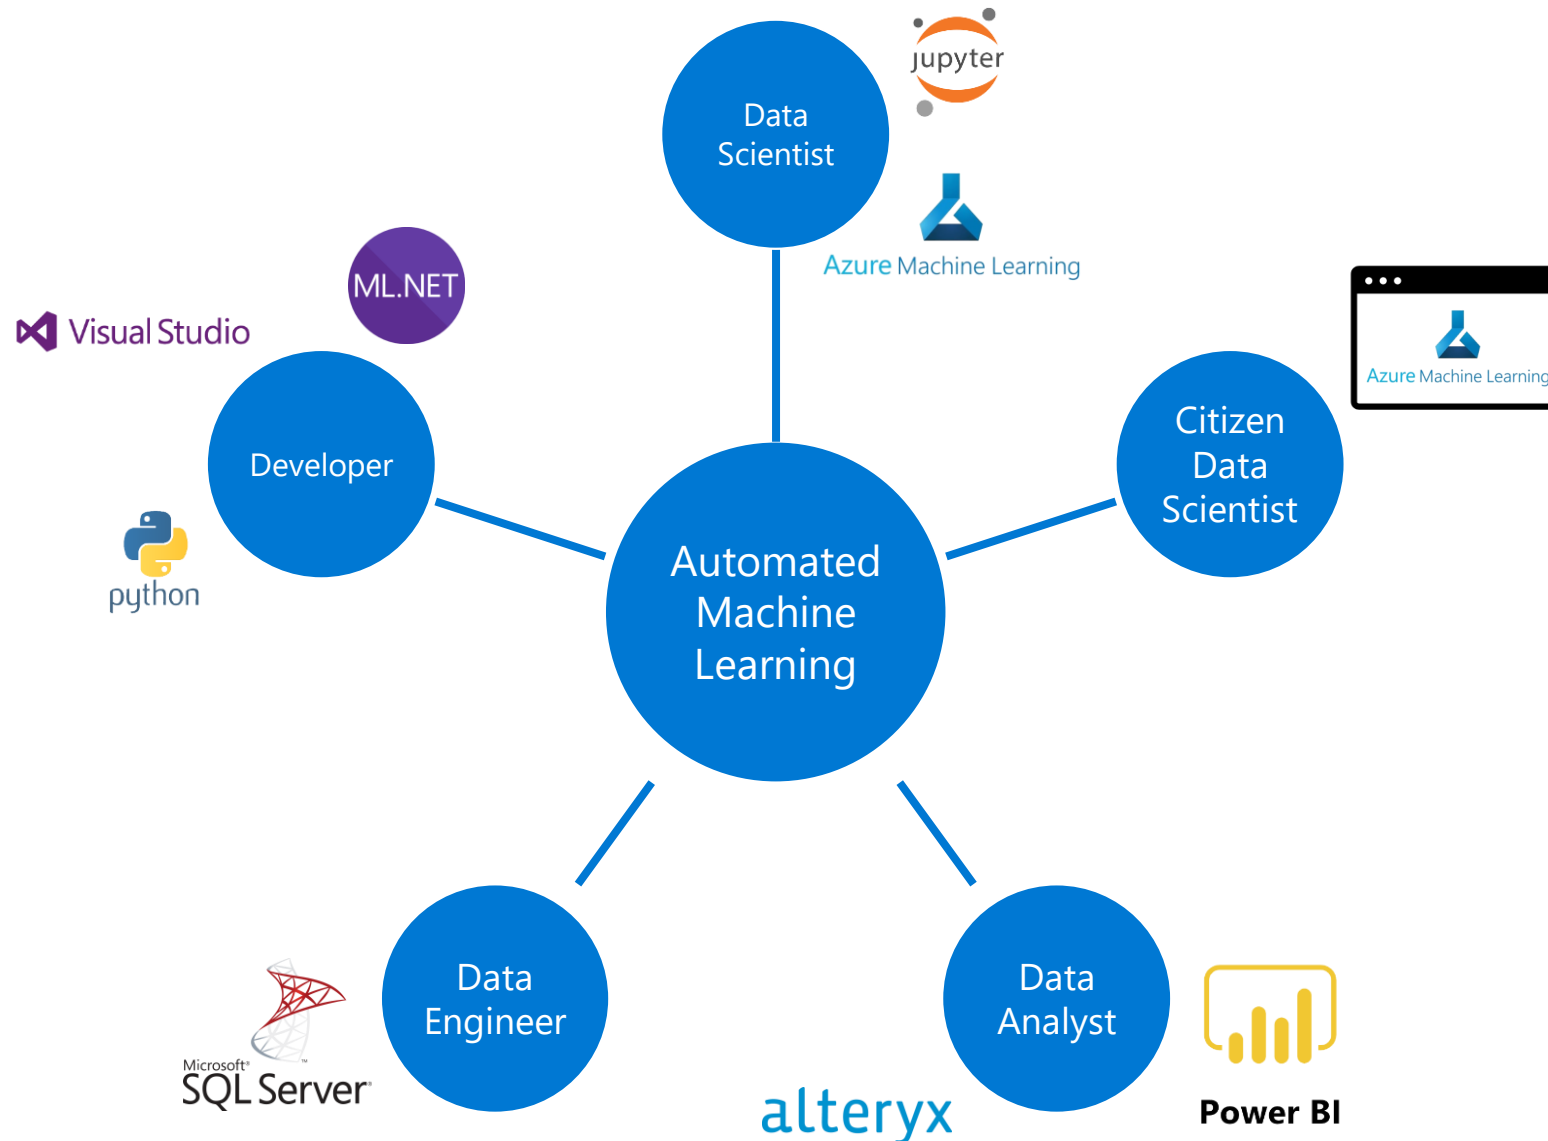 jupyter
Data
Scientist
Azure Machine Learning
ML.NET
Visual Studio
Azure Machine Learning
Citizen
Data
Scientist
Developer
python
Automated
Machine
Learning
Data
Engineer
Microsoft®
SQL Server®
™
Data
Analyst
alteryx
Power BI